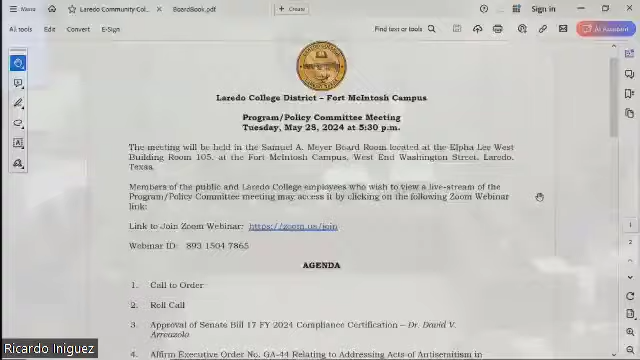 Menu
Laredo Community Col...
BoardBook.pdf
Create
Sign in
All tools
Edit
Convert
E-Sign
Find text or tools
AI Assistant
Laredo College District – Fort McIntosh Campus
Program/Policy Committee Meeting
Tuesday, May 28, 2024 at 5:30 p.m.
The meeting will be held in the Samuel A. Meyer Board Room located at the Elpha Lee West
Building Room 105, at the Fort McIntosh Campus, West End Washington Street, Laredo,
Texas.
Members of the public and Laredo College employees who wish to view a live-stream of the
Program/Policy Committee meeting may access it by clicking on the following Zoom Webinar
link:
Link to Join Zoom Webinar: https://zoom.us/join
Webinar ID: 893 1504 7865
AGENDA
1. Call to Order
2. Roll Call
3. Approval of Senate Bill 17 FY 2024 Compliance Certification – Dr. David V.
Arreazola
4. Affirm Executive Order No. GA-44 Relating to Addressing Acts of Antisemitism in
1
2
Ricardo Iniguez